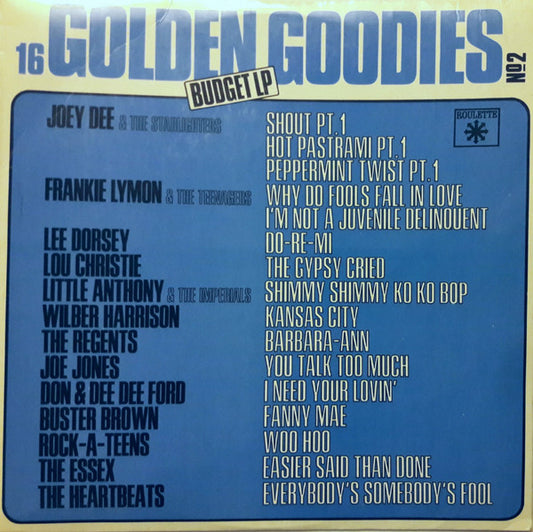 16 GOLDEN GOODIES Nº2
BUDGET LP
ROULETTE
JOEY DEE & THE STARLIGHTERS SHOUT PT.1
HOT PASTRAMI PT.1
PEPPERMINT TWIST PT.1
FRANKIE LYMON & THE TEENAGERS WHY DO FOOLS FALL IN LOVE
I'M NOT A JUVENILE DELINQUENT
LEE DORSEY DO-RE-MI
LOU CHRISTIE THE GYPSY CRIED
LITTLE ANTHONY & THE IMPERIALS SHIMMY SHIMMY KO KO BOP
WILBER HARRISON KANSAS CITY
THE REGENTS BARBARA-ANN
JOE JONES YOU TALK TOO MUCH
DON & DEE DEE FORD I NEED YOUR LOVIN'
BUSTER BROWN FANNY MAE
ROCK-A-TEENS WOO HOO
THE ESSEX EASIER SAID THAN DONE
THE HEARTBEATS EVERYBODY'S SOMEBODY'S FOOL